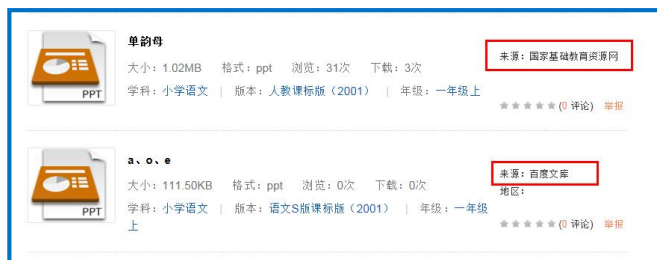 单韵母
来源：国家基础教育资源网
大小：1.02MB 格式：ppt 浏览：31次 下载：3次
PPT
学科：小学语文 | 版本：人教课标版（2001） | 年级：一年级上
★★★★★(0 评论) 举报
a、o、e
来源：百度文库
大小：111.50KB 格式：ppt 浏览：0次 下载：0次
地区：
PPT
学科：小学语文 | 版本：语文S版课标版（2001） | 年级：一年级
上
★★★★★(0 评论) 举报